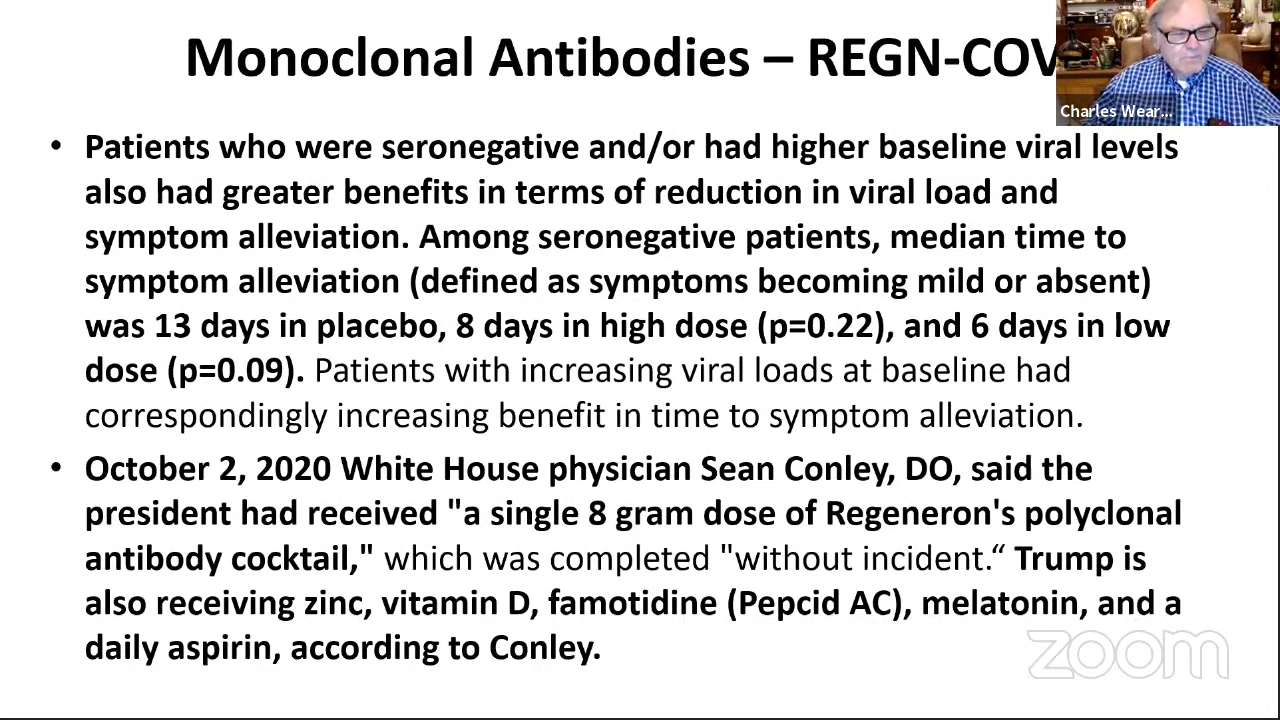 Monoclonal Antibodies – REGN-COV
Charles Wear...
• Patients who were seronegative and/or had higher baseline viral levels
also had greater benefits in terms of reduction in viral load and
symptom alleviation. Among seronegative patients, median time to
symptom alleviation (defined as symptoms becoming mild or absent)
was 13 days in placebo, 8 days in high dose (p=0.22), and 6 days in low
dose (p=0.09). Patients with increasing viral loads at baseline had
correspondingly increasing benefit in time to symptom alleviation.
• October 2, 2020 White House physician Sean Conley, DO, said the
president had received "a single 8 gram dose of Regeneron's polyclonal
antibody cocktail," which was completed "without incident.“ Trump is
also receiving zinc, vitamin D, famotidine (Pepcid AC), melatonin, and a
daily aspirin, according to Conley.
zoom